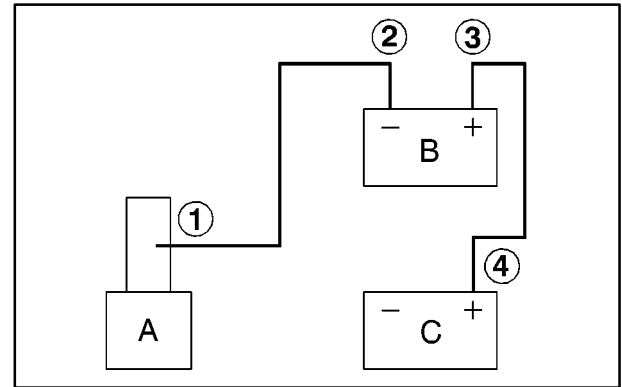 ② ③
− +
B
①
④
− +
A C